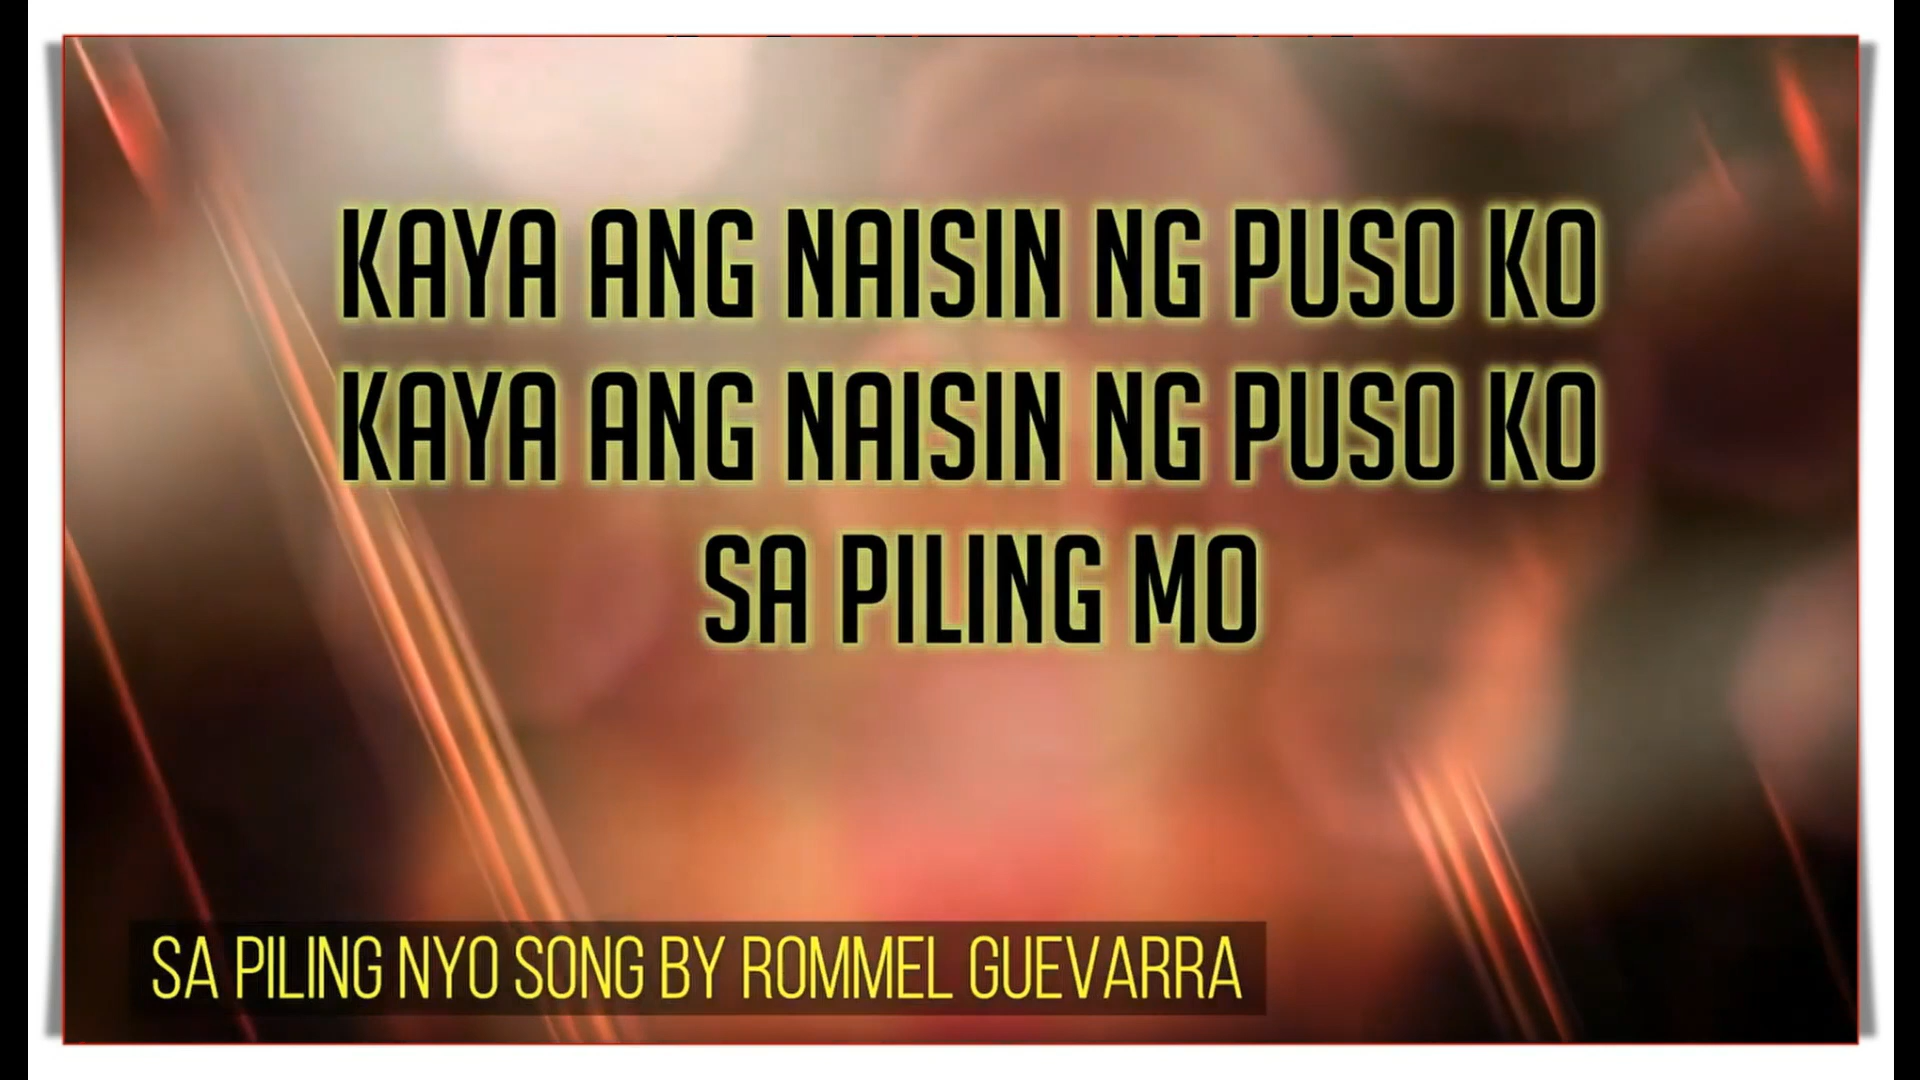 KAYA ANG NAISIN NG PUSO KO
KAYA ANG NAISIN NG PUSO KO
SA PILING MO
SA PILING NYO SONG BY ROMMEL GUEVARRA